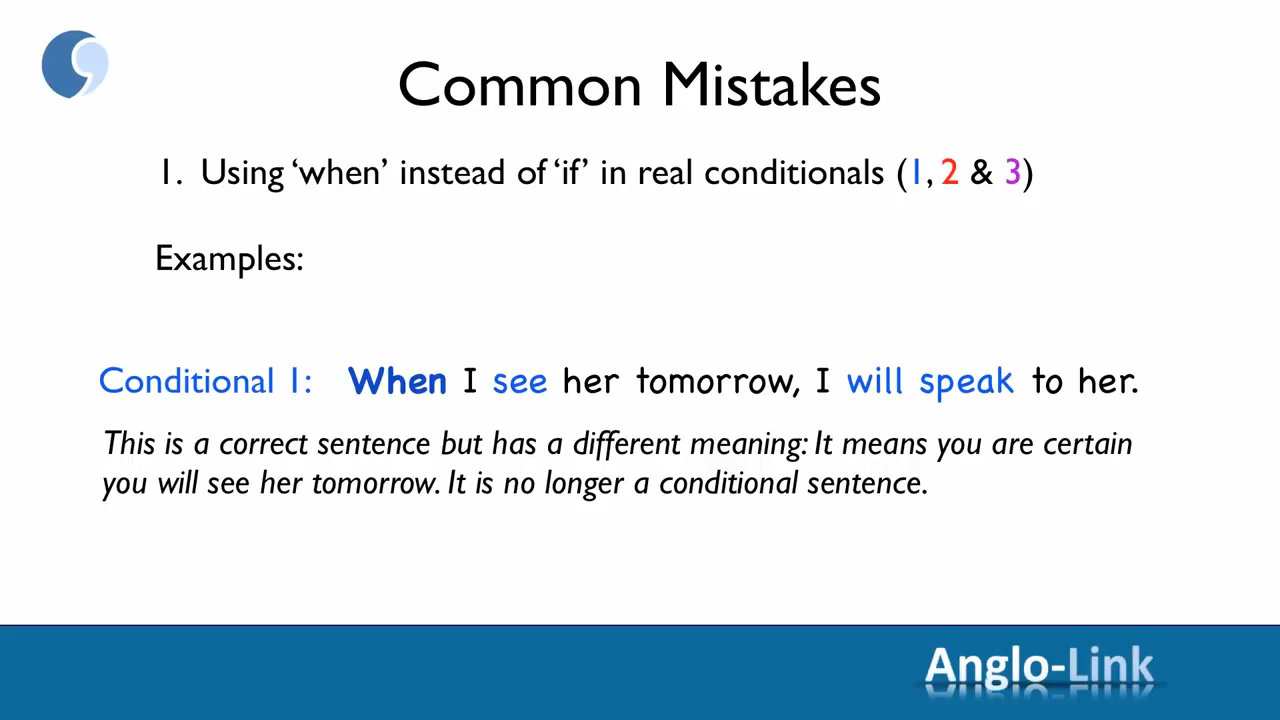 Common Mistakes
1. Using ‘when’ instead of ‘if’ in real conditionals (1, 2 & 3)
Examples:
Conditional 1: When I see her tomorrow, I will speak to her.
This is a correct sentence but has a different meaning: It means you are certain
you will see her tomorrow. It is no longer a conditional sentence.
Anglo-Link